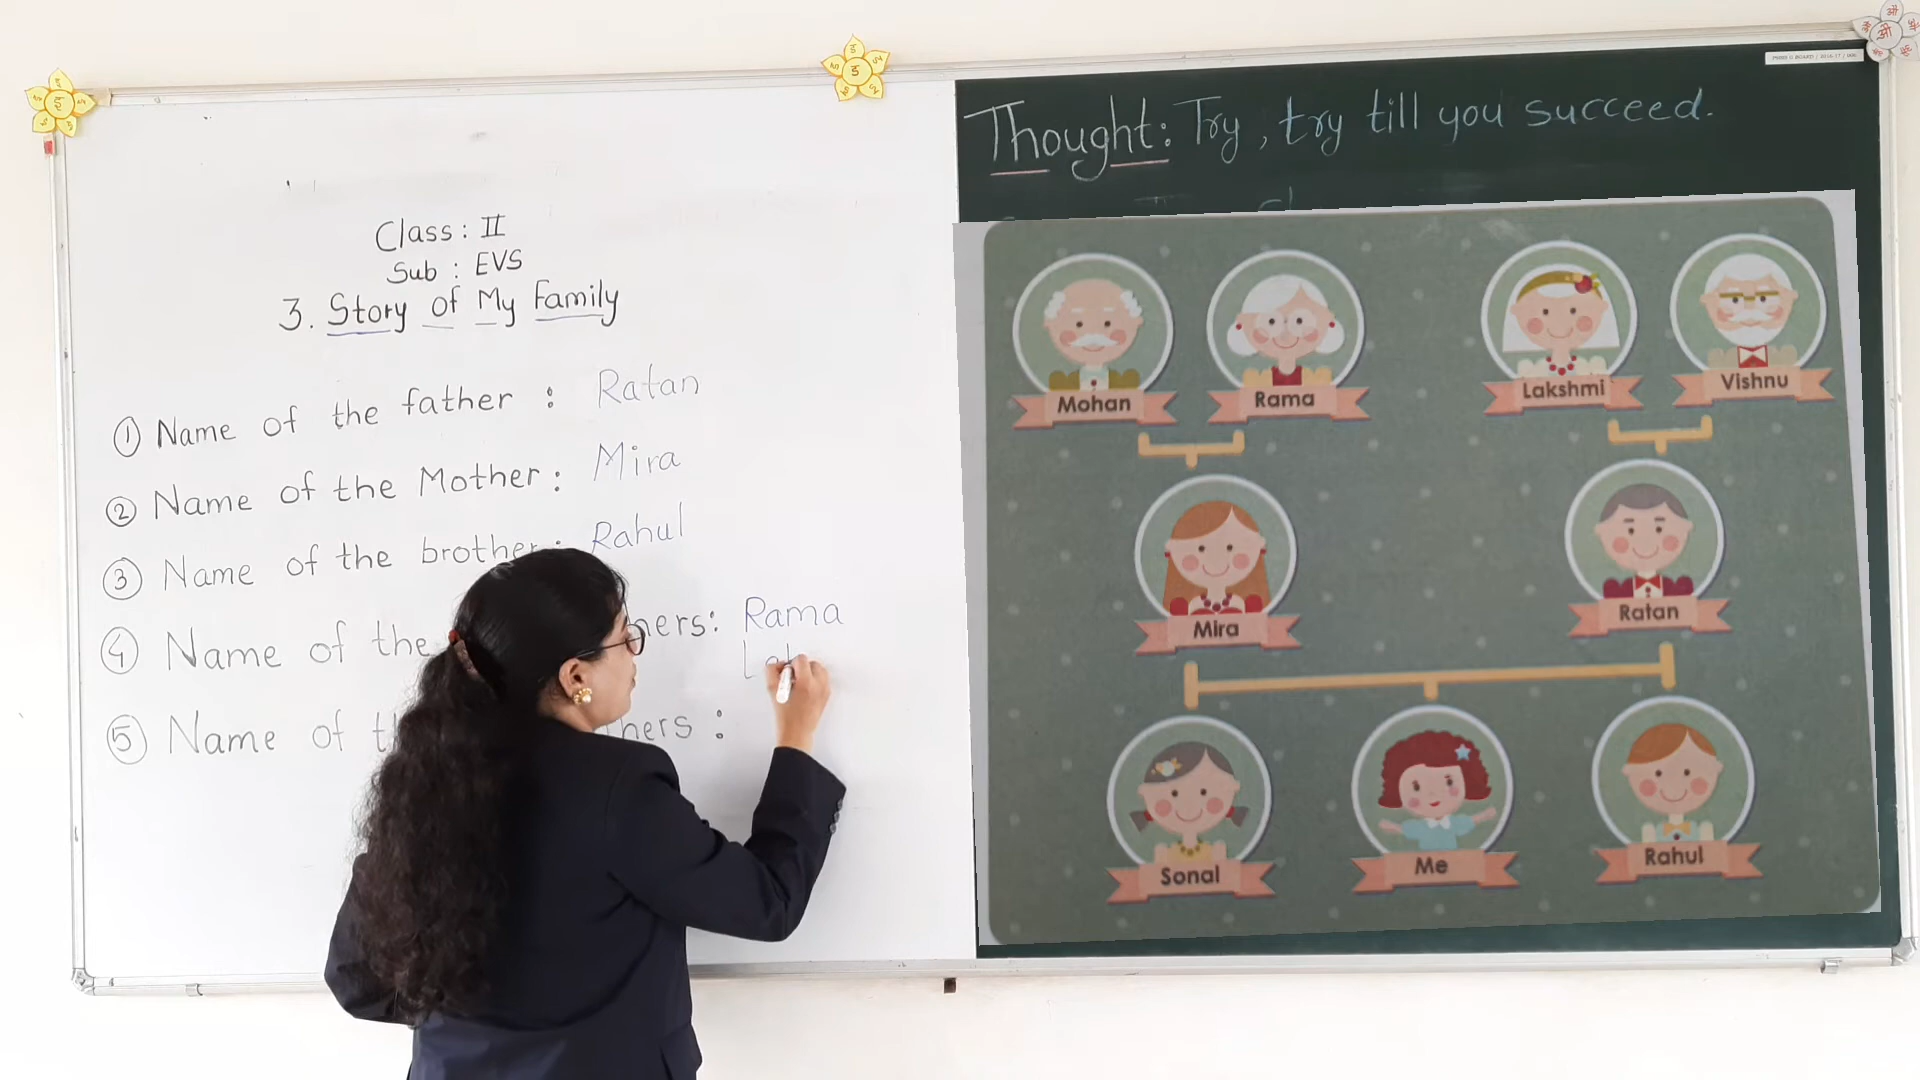 Class : II
Sub : EVS
3. Story of My Family
① Name of the father : Ratan
② Name of the Mother : Mira
③ Name of the brother : Rahul
④ Name of the hers: Rama
⑤ Name of hers :
Thought: Try, try till you succeed.
Mohan
Rama
Lakshmi
Vishnu
Mira
Ratan
Sonal
Me
Rahul